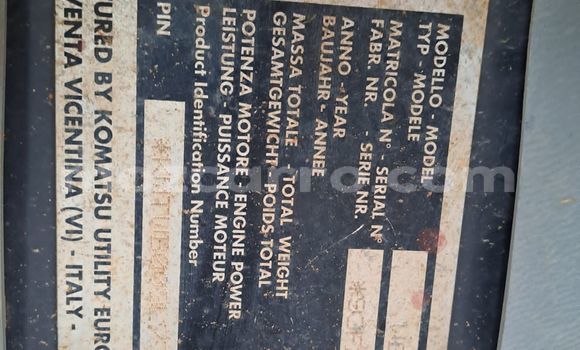 MODELLO - MODEL
TYP - MODELE
MATRICOLA N° - SERIAL N°
FABR. NR. - SERIE NR.
ANNO - YEAR
BAUJAHR - ANNEE
MASSA TOTALE - TOTAL WEIGHT
GESAMTGEWICHT - POIDS TOTAL
POTENZA MOTORE - ENGINE POWER
LEISTUNG - PUISSANCE MOTEUR
Product Identification Number
PIN
URED BY KOMATSU UTILITY EURO
VENTA VICENTINA (VI) - ITALY -